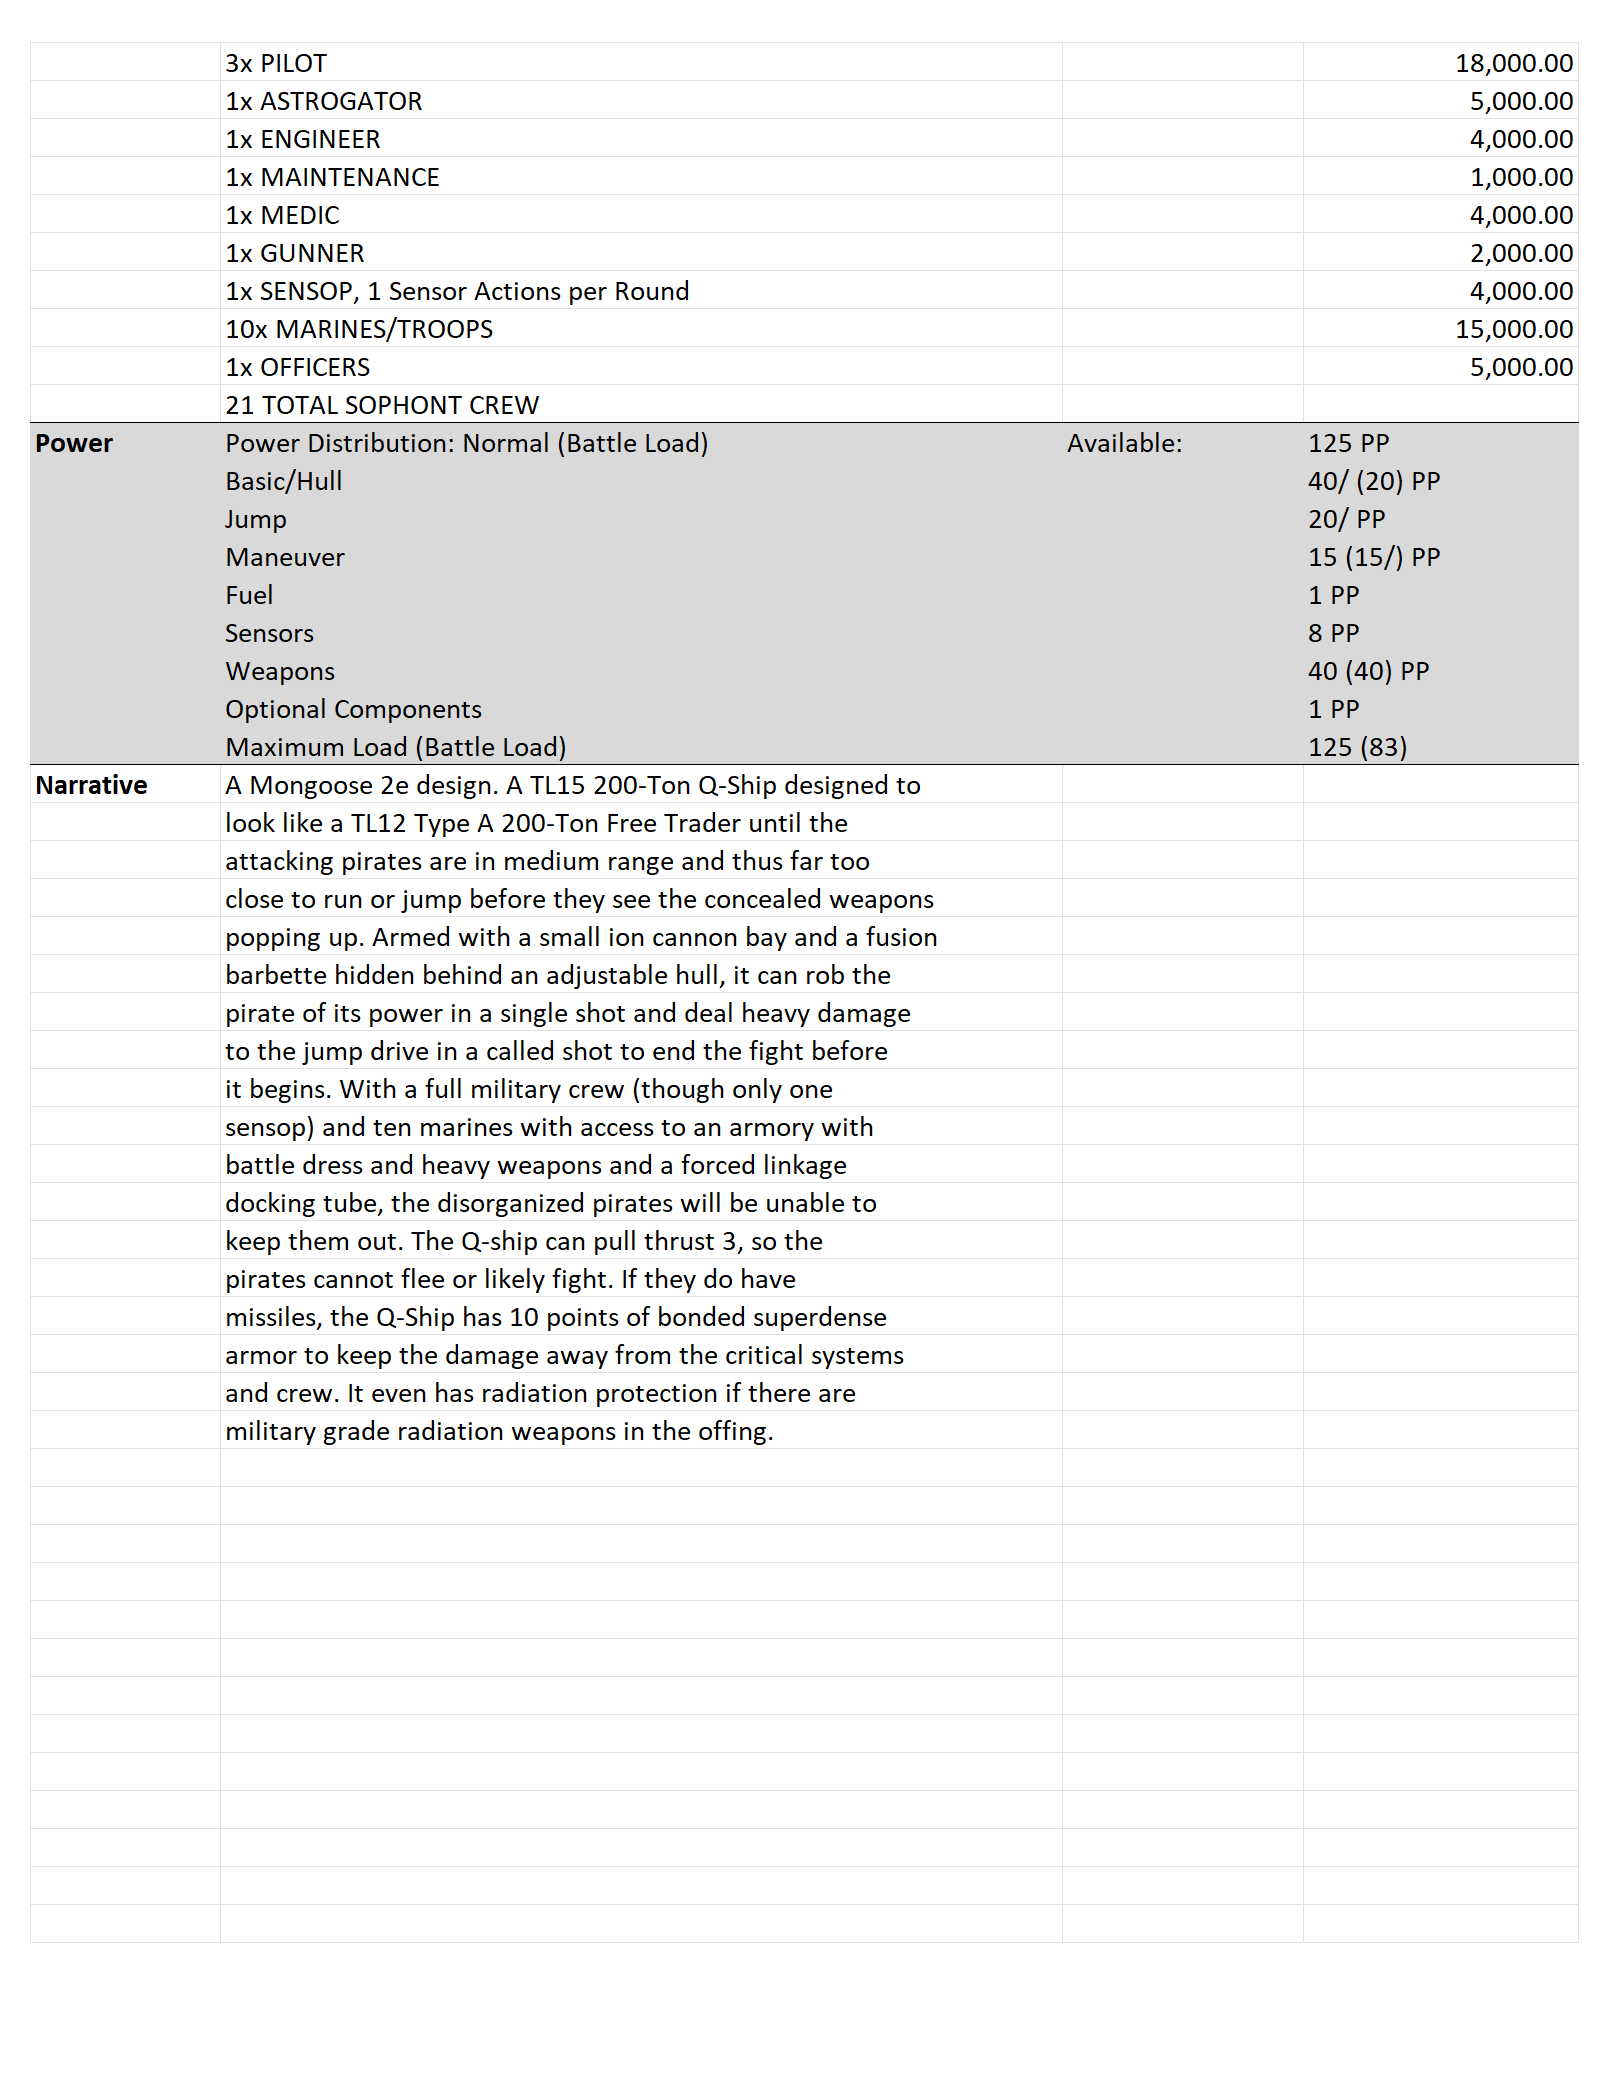 3x PILOT 18,000.00
1x ASTROGATOR 5,000.00
1x ENGINEER 4,000.00
1x MAINTENANCE 1,000.00
1x MEDIC 4,000.00
1x GUNNER 2,000.00
1x SENSOP, 1 Sensor Actions per Round 4,000.00
10x MARINES/TROOPS 15,000.00
1x OFFICERS 5,000.00
21 TOTAL SOPHONT CREW
Power Power Distribution: Normal (Battle Load) Available: 125 PP
Basic/Hull 40/ (20) PP
Jump 20/ PP
Maneuver 15 (15/) PP
Fuel 1 PP
Sensors 8 PP
Weapons 40 (40) PP
Optional Components 1 PP
Maximum Load (Battle Load) 125 (83)
Narrative A Mongoose 2e design. A TL15 200-Ton Q-Ship designed to
look like a TL12 Type A 200-Ton Free Trader until the
attacking pirates are in medium range and thus far too
close to run or jump before they see the concealed weapons
popping up. Armed with a small ion cannon bay and a fusion
barbette hidden behind an adjustable hull, it can rob the
pirate of its power in a single shot and deal heavy damage
to the jump drive in a called shot to end the fight before
it begins. With a full military crew (though only one
sensop) and ten marines with access to an armory with
battle dress and heavy weapons and a forced linkage
docking tube, the disorganized pirates will be unable to
keep them out. The Q-ship can pull thrust 3, so the
pirates cannot flee or likely fight. If they do have
missiles, the Q-Ship has 10 points of bonded superdense
armor to keep the damage away from the critical systems
and crew. It even has radiation protection if there are
military grade radiation weapons in the offing.